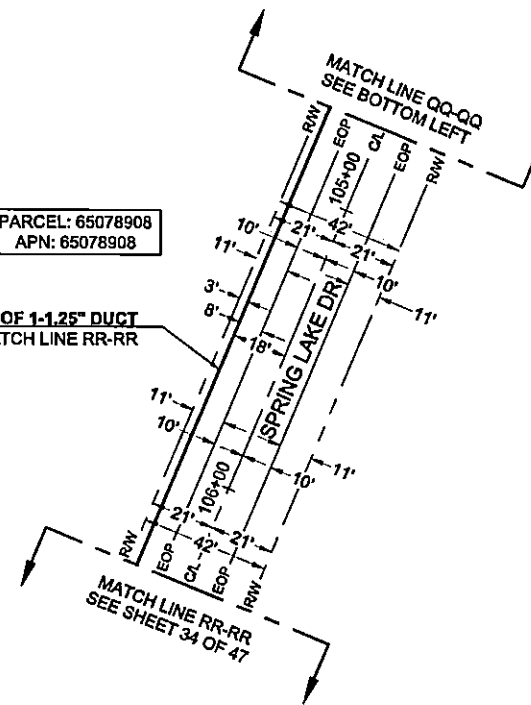 MATCH LINE QQ-QQ
SEE BOTTOM LEFT
R/W
EOP
C/L
EOP
R/W
105+00
PARCEL: 65078908
APN: 65078908
42'
21'
21'
10'
10'
11'
11'
3'
8'
OF 1-1.25" DUCT
TCH LINE RR-RR
18'
SPRING LAKE DR
11'
10'
10'
11'
106+00
21'
21'
42'
R/W
EOP
C/L
EOP
R/W
MATCH LINE RR-RR
SEE SHEET 34 OF 47